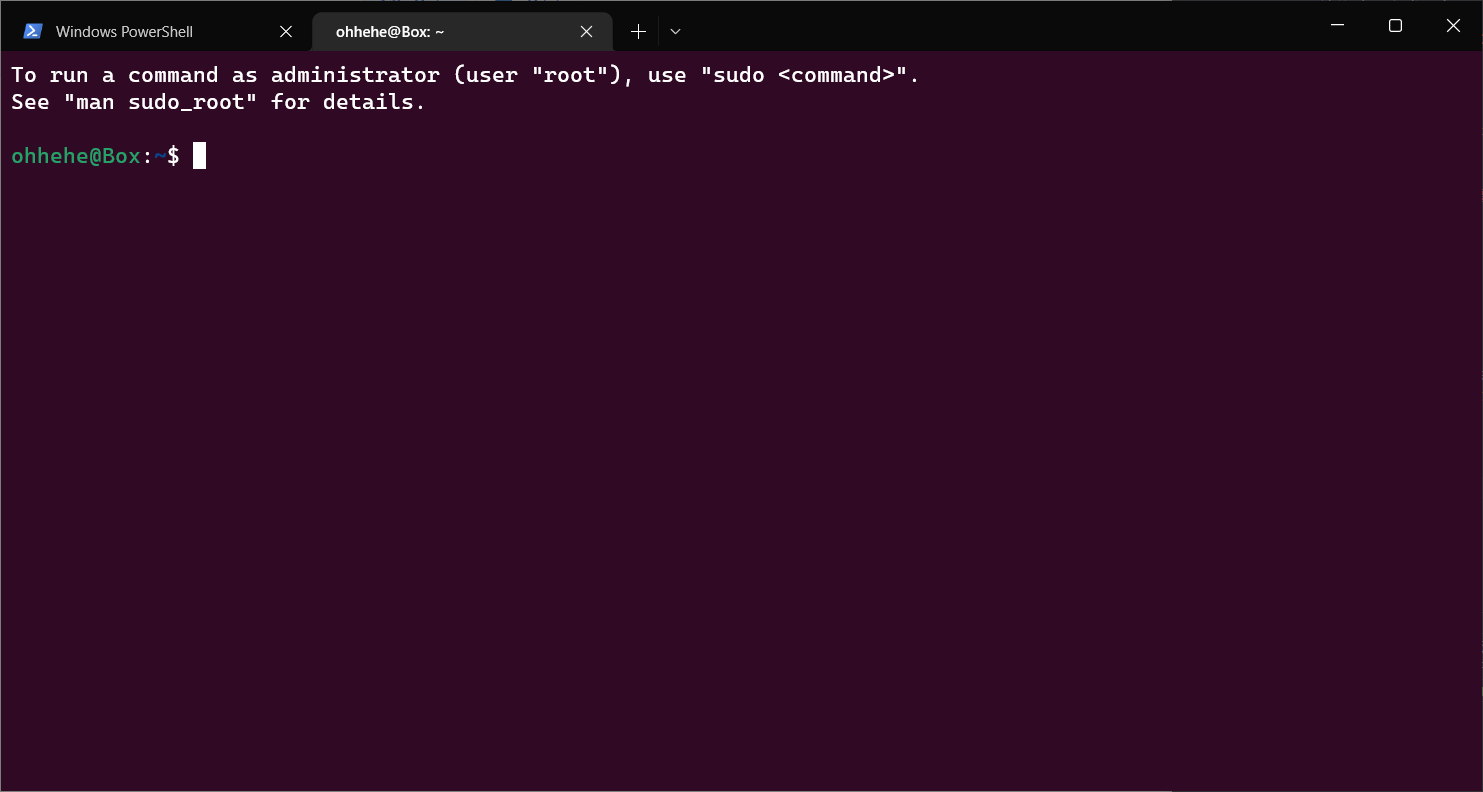 Windows PowerShell
ohhehe@Box: ~
To run a command as administrator (user "root"), use "sudo <command>".
See "man sudo_root" for details.
ohhehe@Box:~$